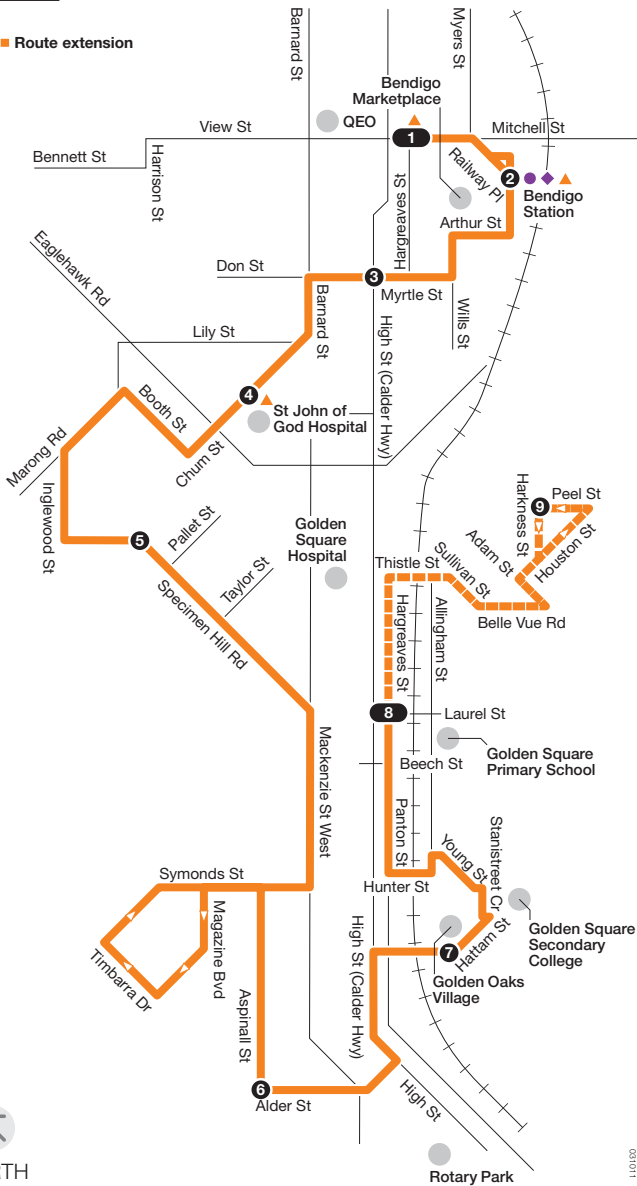 Route extension
Barnard St
Myers St
Bendigo
Marketplace
QEO
View St
Mitchell St
1
Bennett St
Harrison St
Railway Pl
2
Bendigo
Station
Hargreaves St
Arthur St
Eaglehawk Rd
Don St
3
Myrtle St
Barnard St
Wills St
Lily St
High St (Calder Hwy)
Booth St
4
St John of
God Hospital
Chum St
Marong Rd
Inglewood St
5
Pallet St
Golden
Square
Hospital
Taylor St
Specimen Hill Rd
9
Peel St
Harkness St
Houston St
Adam St
Thistle St
Sullivan St
Belle Vue Rd
Hargreaves St
Allingham St
8
Laurel St
Golden Square
Primary School
Beech St
Mackenzie St West
Panton St
Young St
Stanistreet Cr
Symonds St
Hunter St
Magazine Bvd
Timbarra Dr
Golden Square
Secondary
College
Hattam St
7
Golden Oaks
Village
High St (Calder Hwy)
Aspinall St
6
Alder St
High St
Rotary Park
RTH
031011